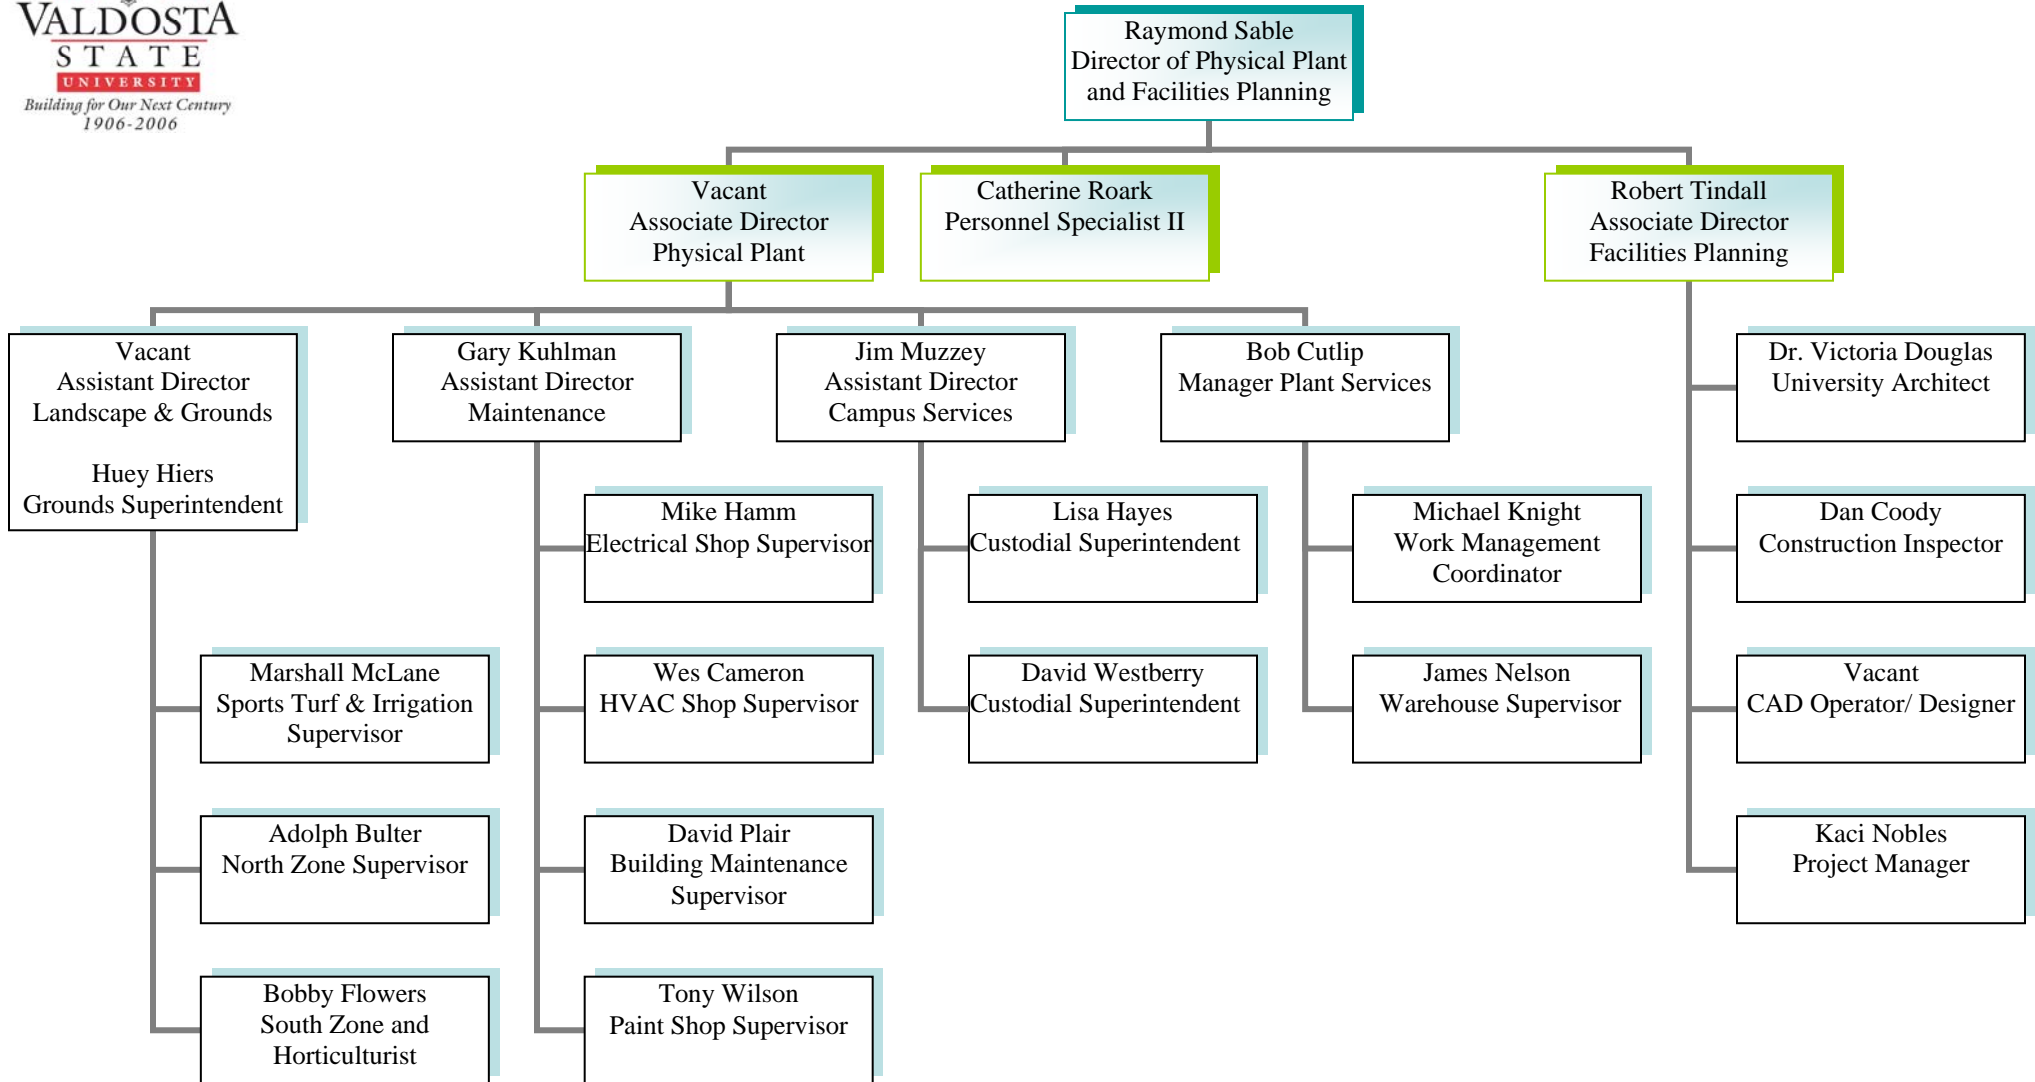 VALDOSTA
STATE
UNIVERSITY
Building for Our Next Century
1906-2006
Raymond Sable
Director of Physical Plant
and Facilities Planning
Vacant
Associate Director
Physical Plant
Catherine Roark
Personnel Specialist II
Robert Tindall
Associate Director
Facilities Planning
Vacant
Assistant Director
Landscape & Grounds
Huey Hiers
Grounds Superintendent
Gary Kuhlman
Assistant Director
Maintenance
Jim Muzzey
Assistant Director
Campus Services
Bob Cutlip
Manager Plant Services
Dr. Victoria Douglas
University Architect
Mike Hamm
Electrical Shop Supervisor
Lisa Hayes
Custodial Superintendent
Michael Knight
Work Management
Coordinator
Dan Coody
Construction Inspector
Marshall McLane
Sports Turf & Irrigation
Supervisor
Wes Cameron
HVAC Shop Supervisor
David Westberry
Custodial Superintendent
James Nelson
Warehouse Supervisor
Vacant
CAD Operator/ Designer
Adolph Bulter
North Zone Supervisor
David Plair
Building Maintenance
Supervisor
Kaci Nobles
Project Manager
Bobby Flowers
South Zone and
Horticulturist
Tony Wilson
Paint Shop Supervisor